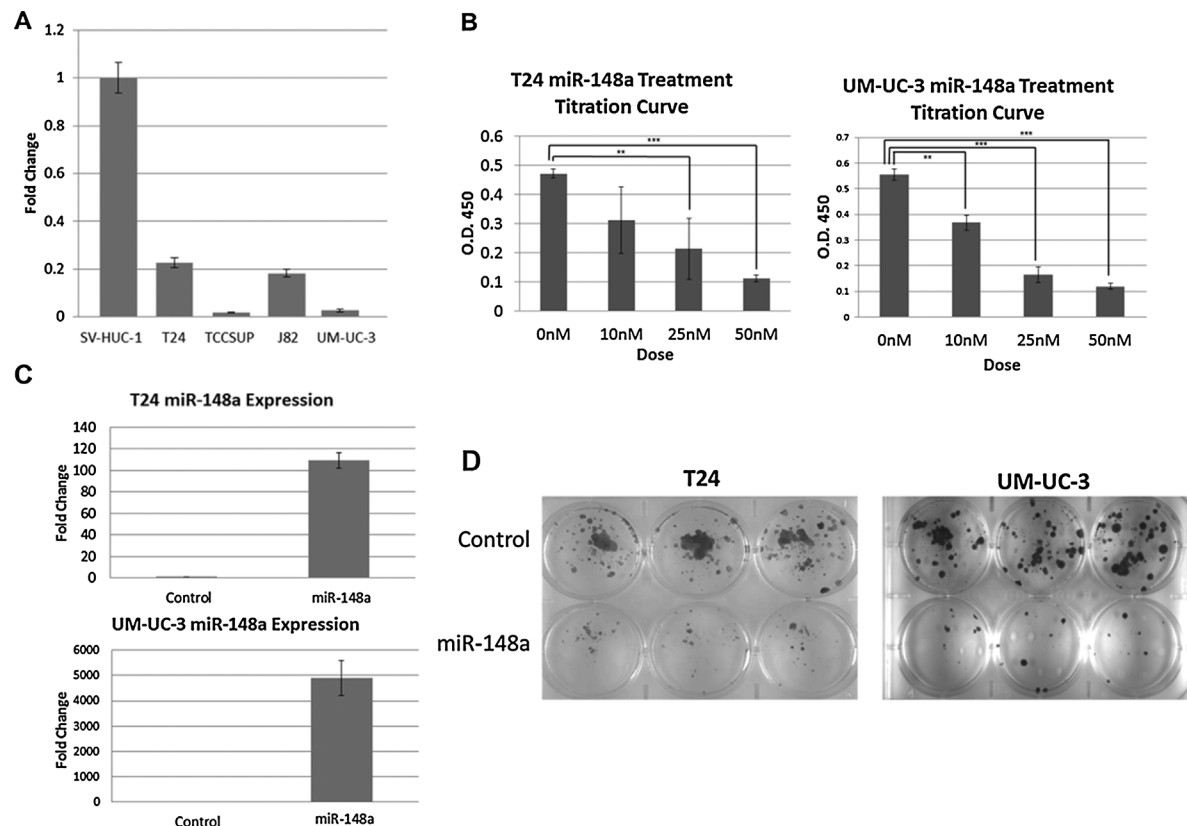 A
1.2
1
0.8
0.6
0.4
0.2
0
Fold Change
SV-HUC-1 T24 TCCSUP J82 UM-UC-3
B
T24 miR-148a Treatment
Titration Curve
0.6
0.5
0.4
0.3
0.2
0.1
0
O.D. 450
***
**
0nM 10nM 25nM 50nM
Dose
UM-UC-3 miR-148a Treatment
Titration Curve
0.7
0.6
0.5
0.4
0.3
0.2
0.1
0
O.D. 450
***
***
**
0nM 10nM 25nM 50nM
Dose
C
T24 miR-148a Expression
140
120
100
80
60
40
20
0
Fold Change
Control miR-148a
UM-UC-3 miR-148a Expression
6000
5000
4000
3000
2000
1000
0
Fold Change
Control miR-148a
D
T24 UM-UC-3
Control
miR-148a